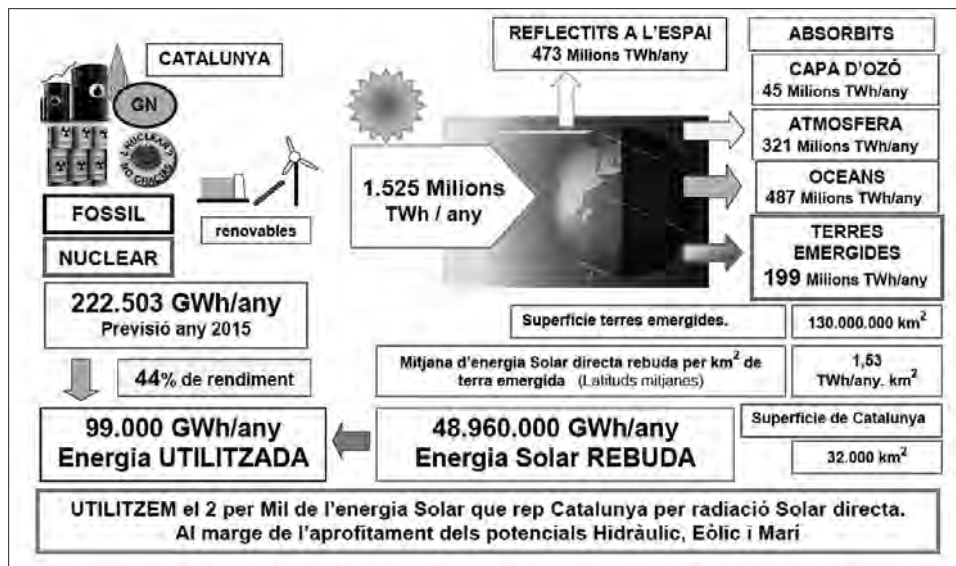 CATALUNYA
GN
¿NUCLEAR?
NO GRÀCIES
FOSSIL
NUCLEAR
renovables
222.503 GWh/any
Previsió any 2015
44% de rendiment
99.000 GWh/any
Energia UTILITZADA
1.525 Milions
TWh / any
REFLECTITS A L'ESPAI
473 Milions TWh/any
ABSORBITS
CAPA D'OZÓ
45 Milions TWh/any
ATMOSFERA
321 Milions TWh/any
OCEANS
487 Milions TWh/any
TERRES
EMERGIDES
199 Milions TWh/any
Superfície terres emergides.
130.000.000 km²
Mitjana d'energia Solar directa rebuda per km² de
terra emergida (Latituds mitjanes)
1,53
TWh/any. km²
48.960.000 GWh/any
Energia Solar REBUDA
Superfície de Catalunya
32.000 km²
UTILITZEM el 2 per Mil de l'energia Solar que rep Catalunya per radiació Solar directa.
Al marge de l'aprofitament dels potencials Hidràulic, Eòlic i Marí